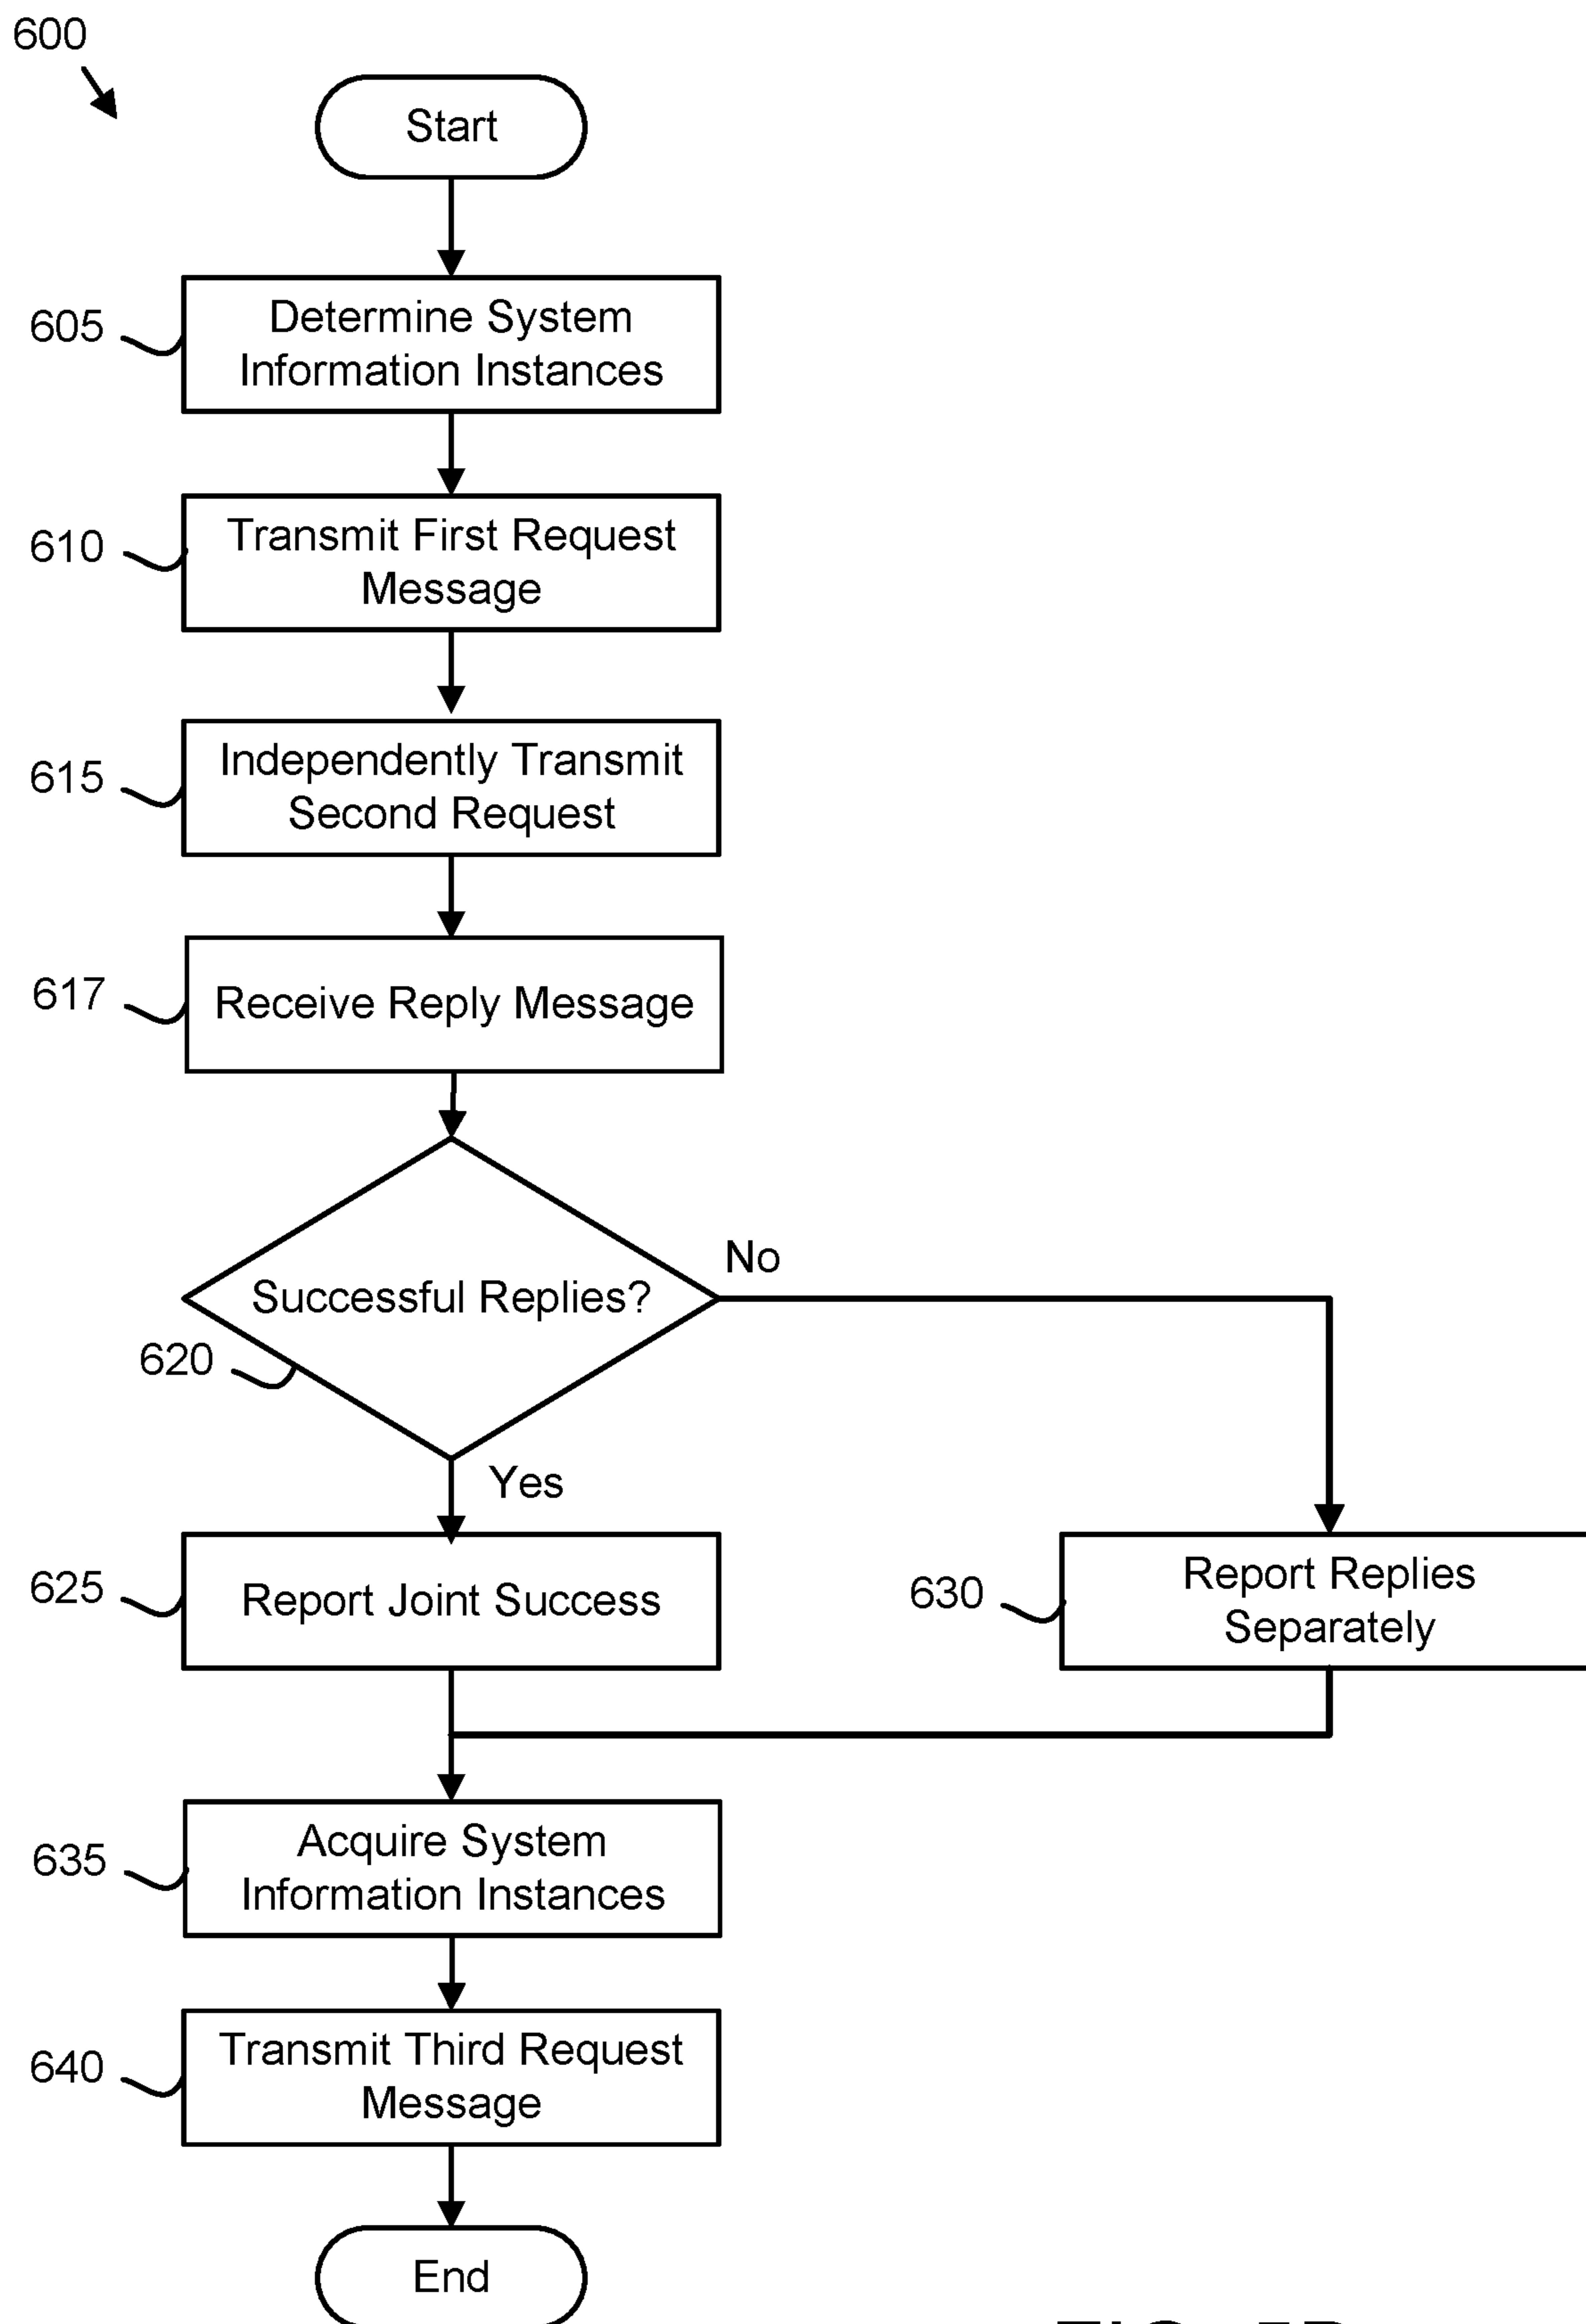 600
Start
605
Determine System
Information Instances
610
Transmit First Request
Message
615
Independently Transmit
Second Request
617
Receive Reply Message
Successful Replies?
No
620
Yes
625
Report Joint Success
630
Report Replies
Separately
635
Acquire System
Information Instances
640
Transmit Third Request
Message
End